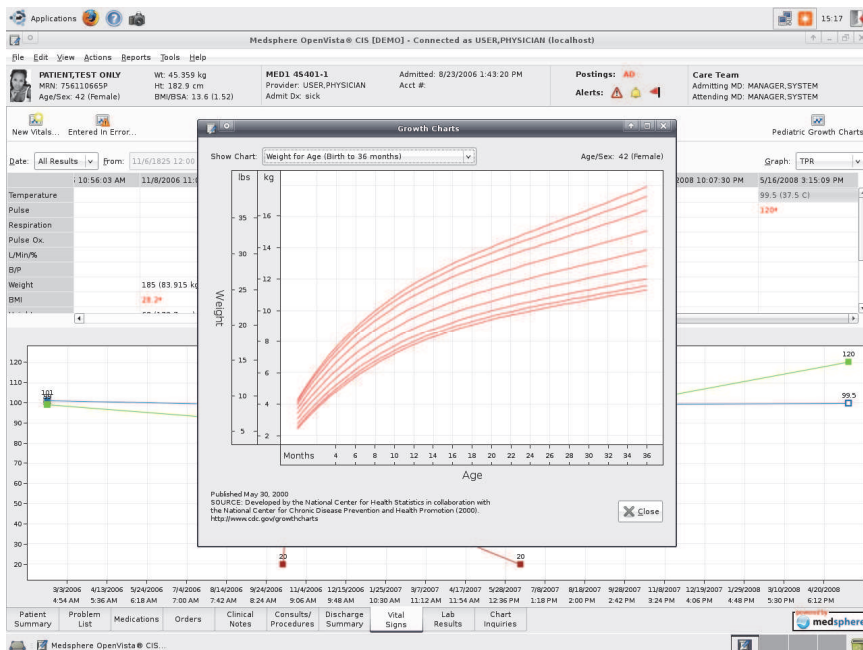 Applications
15:17
Medsphere OpenVista® CIS [DEMO] - Connected as USER,PHYSICIAN (localhost)
File Edit View Actions Reports Tools Help
PATIENT,TEST ONLY
MRN: 756110665P
Age/Sex: 42 (Female)
Wt: 45.359 kg
Ht: 182.9 cm
BMI/BSA: 13.6 (1.52)
MED1 4S401-1
Provider: USER,PHYSICIAN
Admit Dx: sick
Admitted: 8/23/2006 1:43:20 PM
Acct #:
Postings: AD
Alerts:
Care Team
Admitting MD: MANAGER,SYSTEM
Attending MD: MANAGER,SYSTEM
New Vitals... Entered In Error...
Pediatric Growth Charts
Date: All Results From: 11/6/1825 12:00
Graph: TPR
10:56:03 AM 11/8/2006 11:
008 10:07:30 PM 5/16/2008 3:15:09 PM
Temperature 99.5 (37.5 C)
Pulse 120*
Respiration
Pulse Ox.
L/Min/%
B/P
Weight 185 (83.915 kg
BMI 28.2*
Growth Charts
Show Chart: Weight for Age (Birth to 36 months)
Age/Sex: 42 (Female)
lbs kg
35 30 25 20 15 10 5
16 14 12 10 8 6 4 2
Weight
Months 4 6 8 10 12 14 16 18 20 22 24 26 28 30 32 34 36
Age
Published May 30, 2000
SOURCE: Developed by the National Center for Health Statistics in collaboration with
the National Center for Chronic Disease Prevention and Health Promotion (2000).
http://www.cdc.gov/growthcharts
Close
120
110
100
90
80
70
60
50
40
30
20
101
20
20
120
99.5
3/3/2006 4/13/2006 5/24/2006 7/4/2006 8/14/2006 9/24/2006 11/4/2006 12/15/2006 1/25/2007 3/7/2007 4/17/2007 5/28/2007 7/8/2007 8/18/2007 9/28/2007 11/8/2007 12/19/2007 1/29/2008 3/10/2008 4/20/2008
4:54 AM 5:36 AM 6:18 AM 7:00 AM 7:42 AM 8:24 AM 9:06 AM 9:48 AM 10:30 AM 11:12 AM 11:54 AM 12:36 PM 1:18 PM 2:00 PM 2:42 PM 3:24 PM 4:06 PM 4:48 PM 5:30 PM 6:12 PM
Patient Summary
Problem List
Medications
Orders
Clinical Notes
Consults/ Procedures
Discharge Summary
Vital Signs
Lab Results
Chart Inquiries
powered by
medsphere
Medsphere OpenVista® CIS...